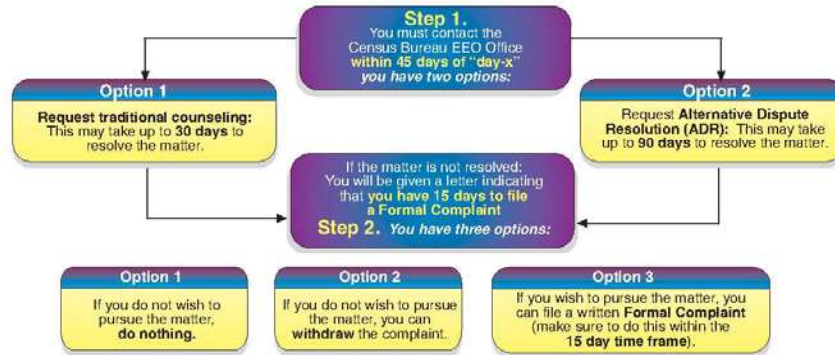 Step 1.
You must contact the
Census Bureau EEO Office
within 45 days of “day-x”
you have two options:
Option 1
Request traditional counseling:
This may take up to 30 days to
resolve the matter.
Option 2
Request Alternative Dispute
Resolution (ADR): This may take
up to 90 days to resolve the matter.
If the matter is not resolved:
You will be given a letter indicating
that you have 15 days to file
a Formal Complaint
Step 2. You have three options:
Option 1
If you do not wish to
pursue the matter,
do nothing.
Option 2
If you do not wish to pursue
the matter, you can
withdraw the complaint.
Option 3
If you wish to pursue the matter, you
can file a written Formal Complaint
(make sure to do this within the
15 day time frame).